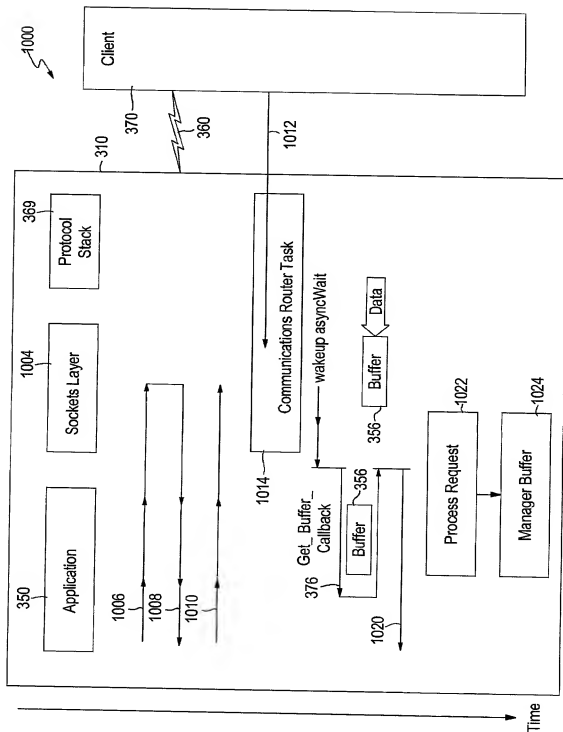 1000
Client
370
360
1012
310
369
Protocol
Stack
1004
Sockets Layer
350
Application
1006
1008
1010
Communications Router Task
1014
wakeup asyncWait
Get_Buffer_
Callback
376
356
Buffer
Buffer
Data
356
1020
1022
Process Request
1024
Manager Buffer
Time